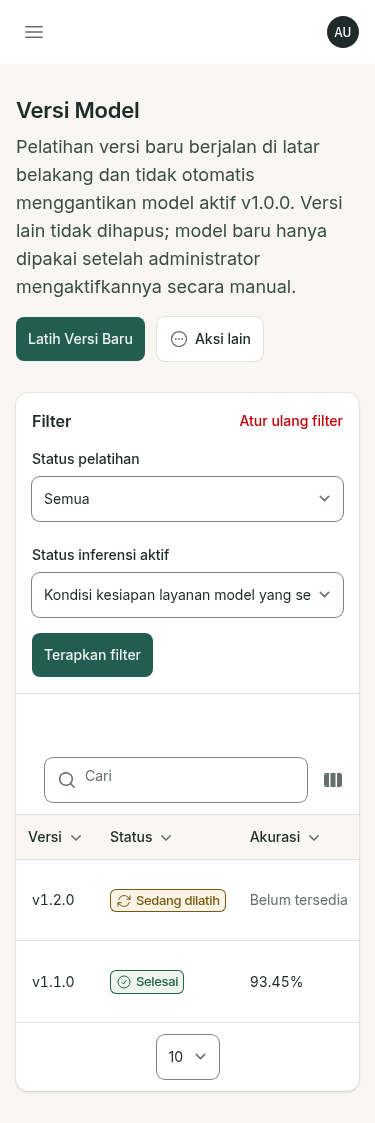 AU
Versi Model
Pelatihan versi baru berjalan di latar
belakang dan tidak otomatis
menggantikan model aktif v1.0.0. Versi
lain tidak dihapus; model baru hanya
dipakai setelah administrator
mengaktifkannya secara manual.
Latih Versi Baru
Aksi lain
Filter
Atur ulang filter
Status pelatihan
Semua
Status inferensi aktif
Kondisi kesiapan layanan model yang se
Terapkan filter
Cari
Versi Status Akurasi
v1.2.0 Sedang dilatih Belum tersedia
v1.1.0 Selesai 93.45%
10